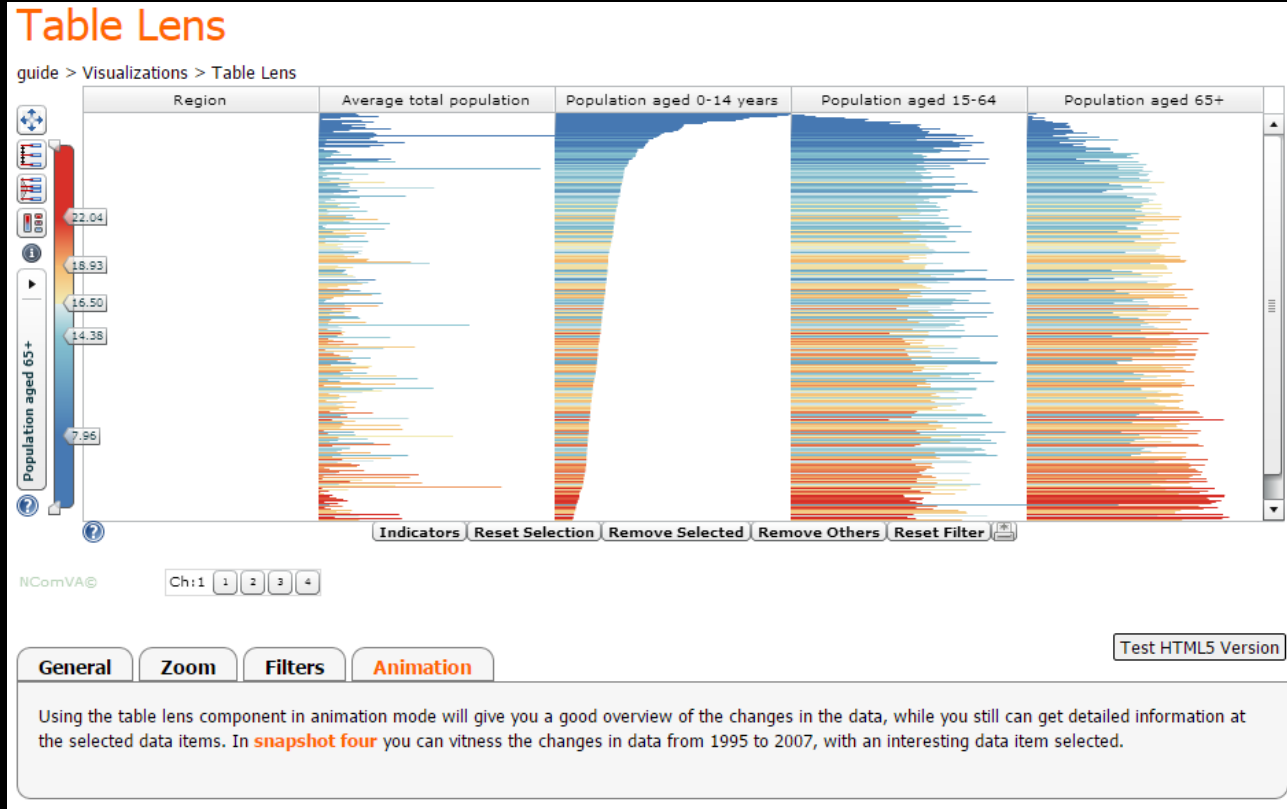 Table Lens
guide > Visualizations > Table Lens
Region Average total population Population aged 0-14 years Population aged 15-64 Population aged 65+
22.04
18.93
16.50
14.38
7.96
Population aged 65+
Indicators Reset Selection Remove Selected Remove Others Reset Filter
NComVA©
Ch:1 1 2 3 4
Test HTML5 Version
General Zoom Filters Animation
Using the table lens component in animation mode will give you a good overview of the changes in the data, while you still can get detailed information at
the selected data items. In snapshot four you can vitness the changes in data from 1995 to 2007, with an interesting data item selected.